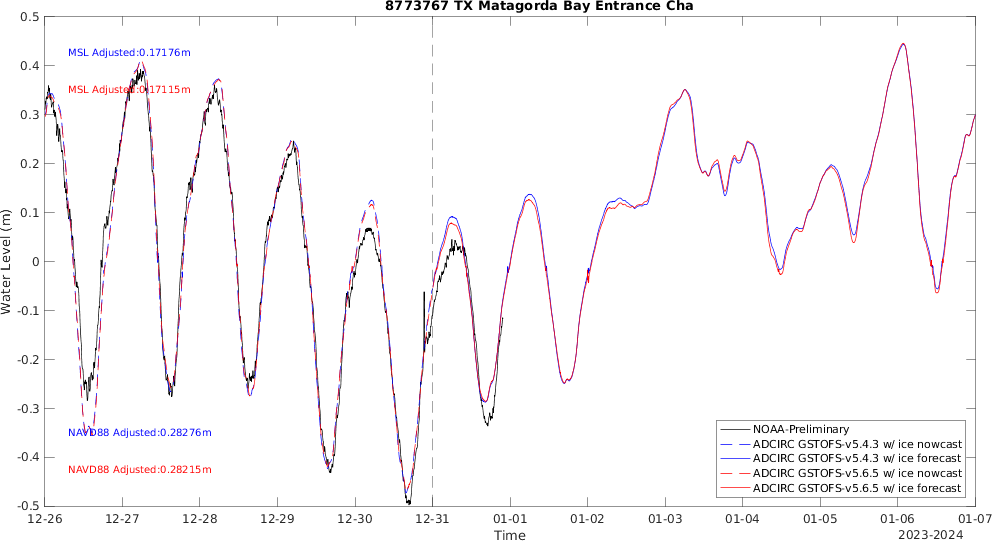 8773767 TX Matagorda Bay Entrance Cha
0.5
0.4
0.3
0.2
0.1
0
-0.1
-0.2
-0.3
-0.4
-0.5
Water Level (m)
MSL Adjusted:0.17176m
MSL Adjusted:0.17115m
NAVD88 Adjusted:0.28276m
NAVD88 Adjusted:0.28215m
NOAA-Preliminary
ADCIRC GSTOFS-v5.4.3 w/ ice nowcast
ADCIRC GSTOFS-v5.4.3 w/ ice forecast
ADCIRC GSTOFS-v5.6.5 w/ ice nowcast
ADCIRC GSTOFS-v5.6.5 w/ ice forecast
12-26 12-27 12-28 12-29 12-30 12-31 01-01 01-02 01-03 01-04 01-05 01-06 01-07
Time
2023-2024